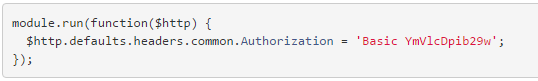 module.run(function($http) {
  $http.defaults.headers.common.Authorization = 'Basic YmVlcDpib29w';
});